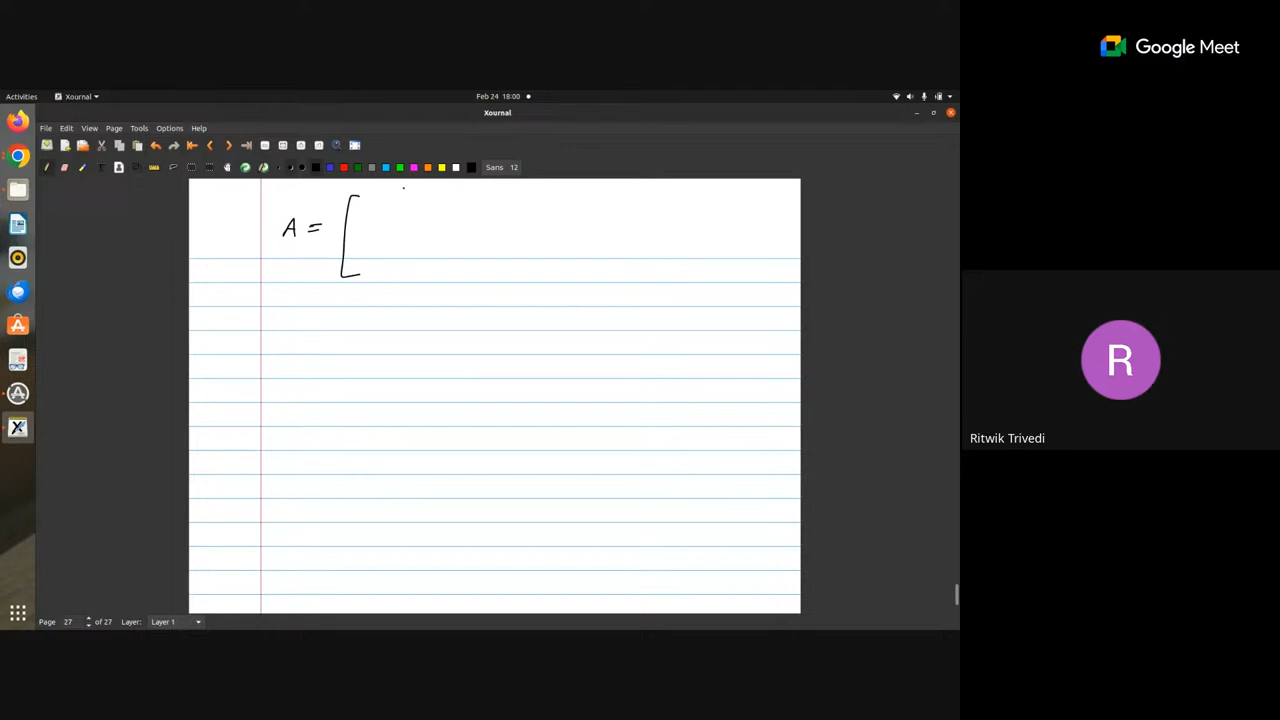 Google Meet
Activities
Xournal
Feb 24 18:00
Xournal
File Edit View Page Tools Options Help
Sans 12
A = [
R
Ritwik Trivedi
Page 27 of 27 Layer: Layer 1